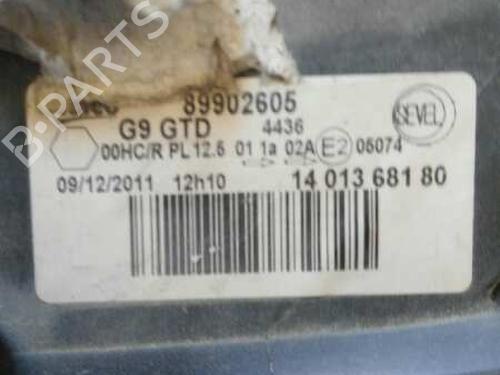 B-PARTS
89902605
G9 GTD 4436 SEVEL
00HC/R PL 12.5 01 1a 02A E2 05074
09/12/2011 12h10 14 013 681 80